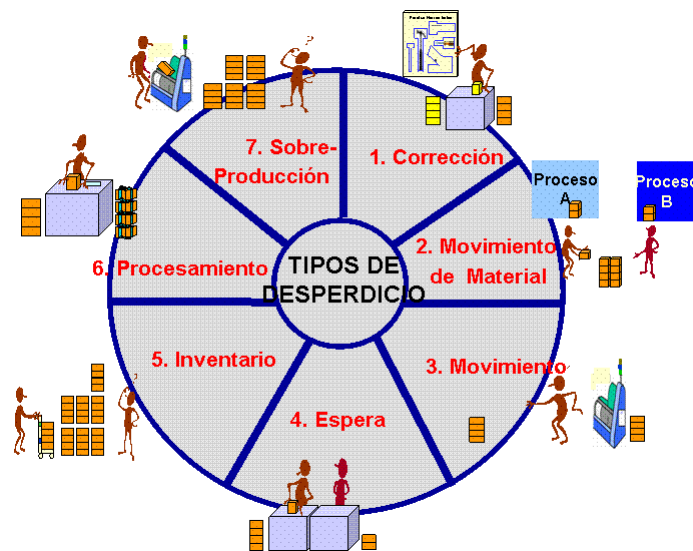 TIPOS DE
DESPERDICIO
1. Corrección
2. Movimiento
de Material
3. Movimiento
4. Espera
5. Inventario
6. Procesamiento
7. Sobre-
Producción
Proceso
A
Proceso
B